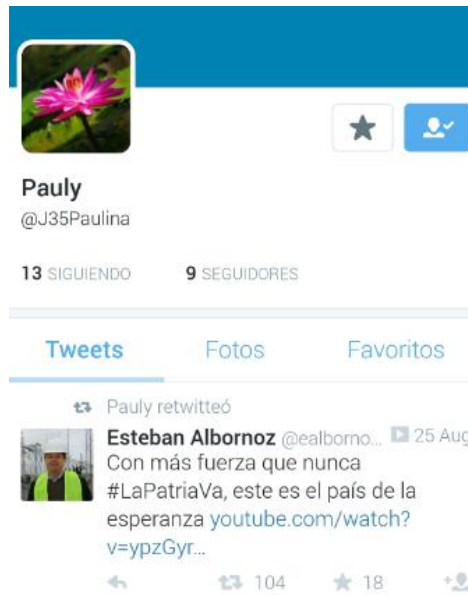 Pauly
@J35Paulina
13 SIGUIENDO 9 SEGUIDORES
Tweets Fotos Favoritos
Pauly retwitteó
Esteban Albornoz @ealborno... 25 Aug
Con más fuerza que nunca
#LaPatriaVa, este es el país de la
esperanza youtube.com/watch?
v=ypzGyr...
104 18